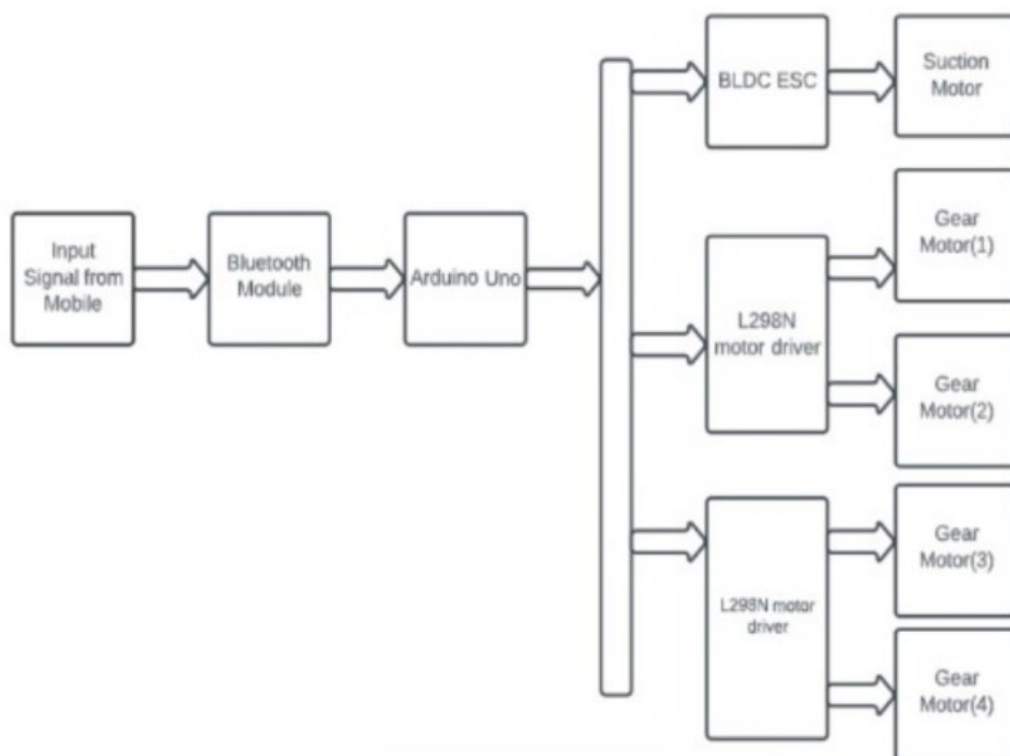 Input
Signal from
Mobile
Bluetooth
Module
Arduino Uno
BLDC ESC
Suction
Motor
L298N
motor driver
Gear
Motor(1)
Gear
Motor(2)
L298N motor
driver
Gear
Motor(3)
Gear
Motor(4)